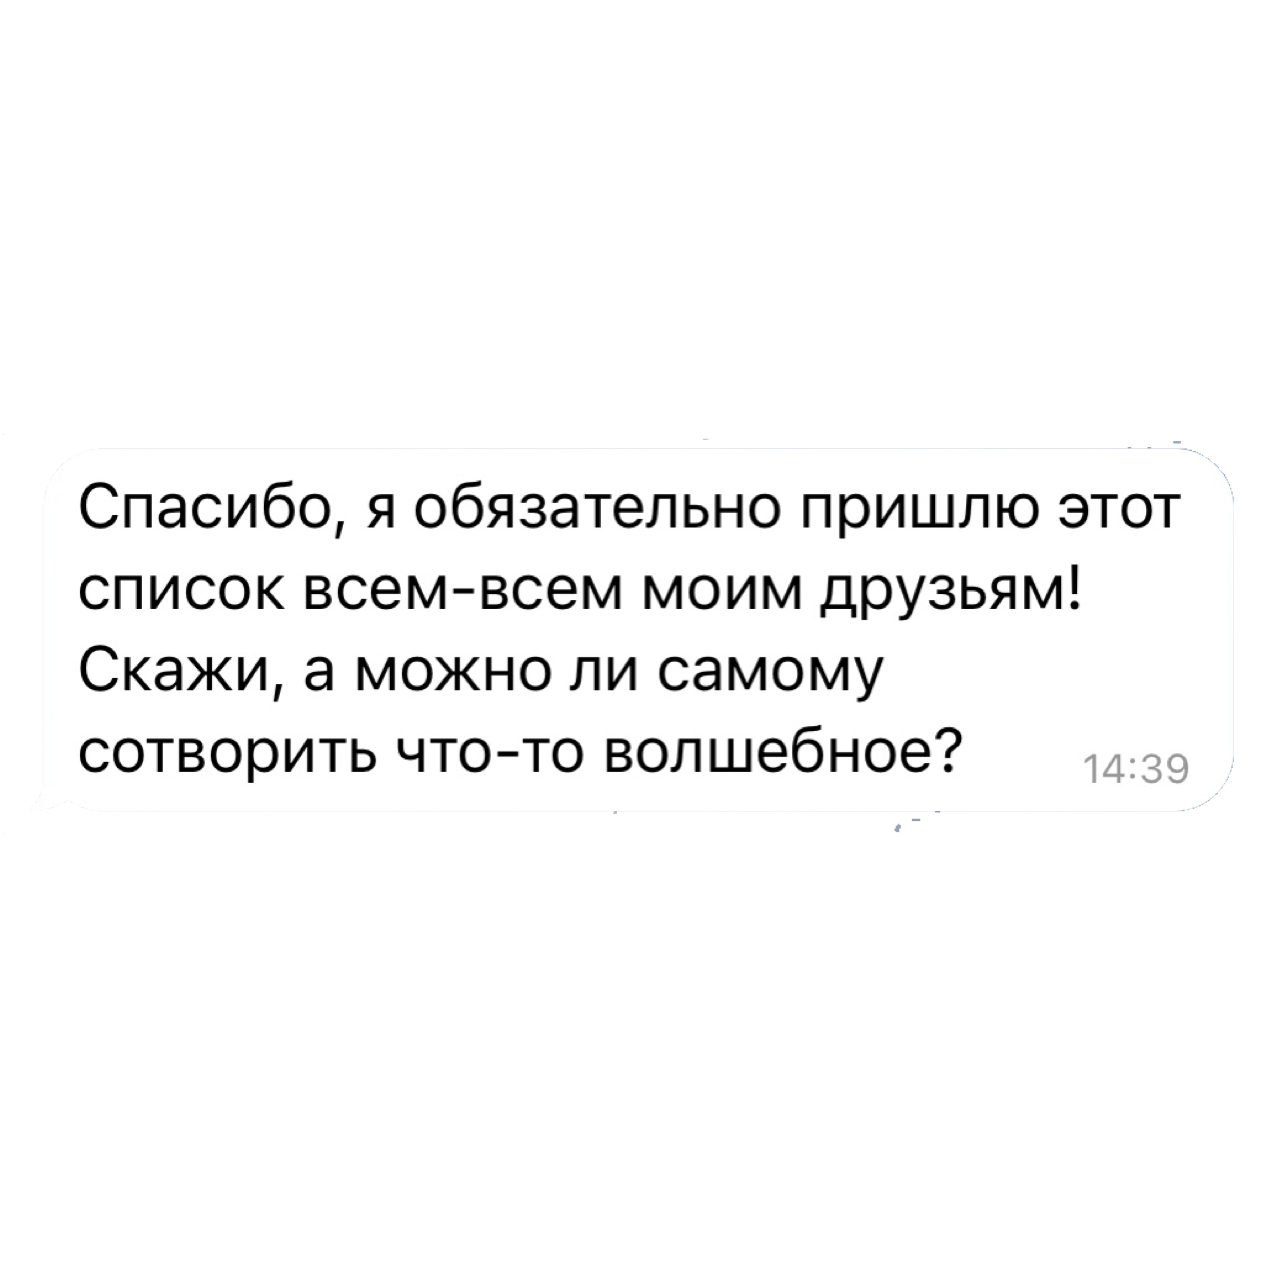 Спасибо, я обязательно пришлю этот
список всем-всем моим друзьям!
Скажи, а можно ли самому
сотворить что-то волшебное?
14:39